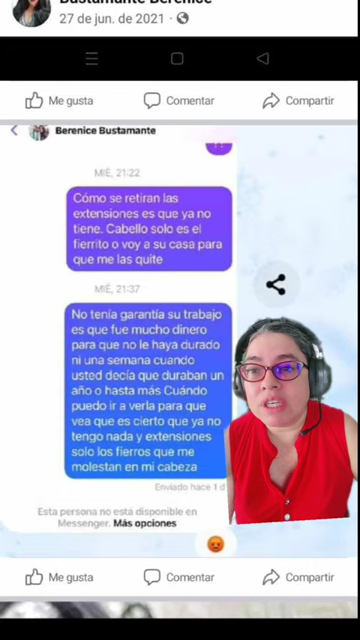 Bustamante Berenice
27 de jun. de 2021 ·
Me gusta Comentar Compartir
Berenice Bustamante
MIÉ, 21:22
Cómo se retiran las
extensiones es que ya no
tiene. Cabello solo es el
fierrito o voy a su casa para
que me las quite
MIÉ, 21:37
No tenía garantía su trabajo
es que fue mucho dinero
para que no le haya durado
ni una semana cuando
usted decía que duraban un
año o hasta más Cuándo
puedo ir a verla para que
vea que es cierto que ya no
tengo nada y extensiones
solo los fierros que me
molestan en mi cabeza
Enviado hace 1 d
Esta persona no está disponible en
Messenger. Más opciones
Me gusta Comentar Compartir